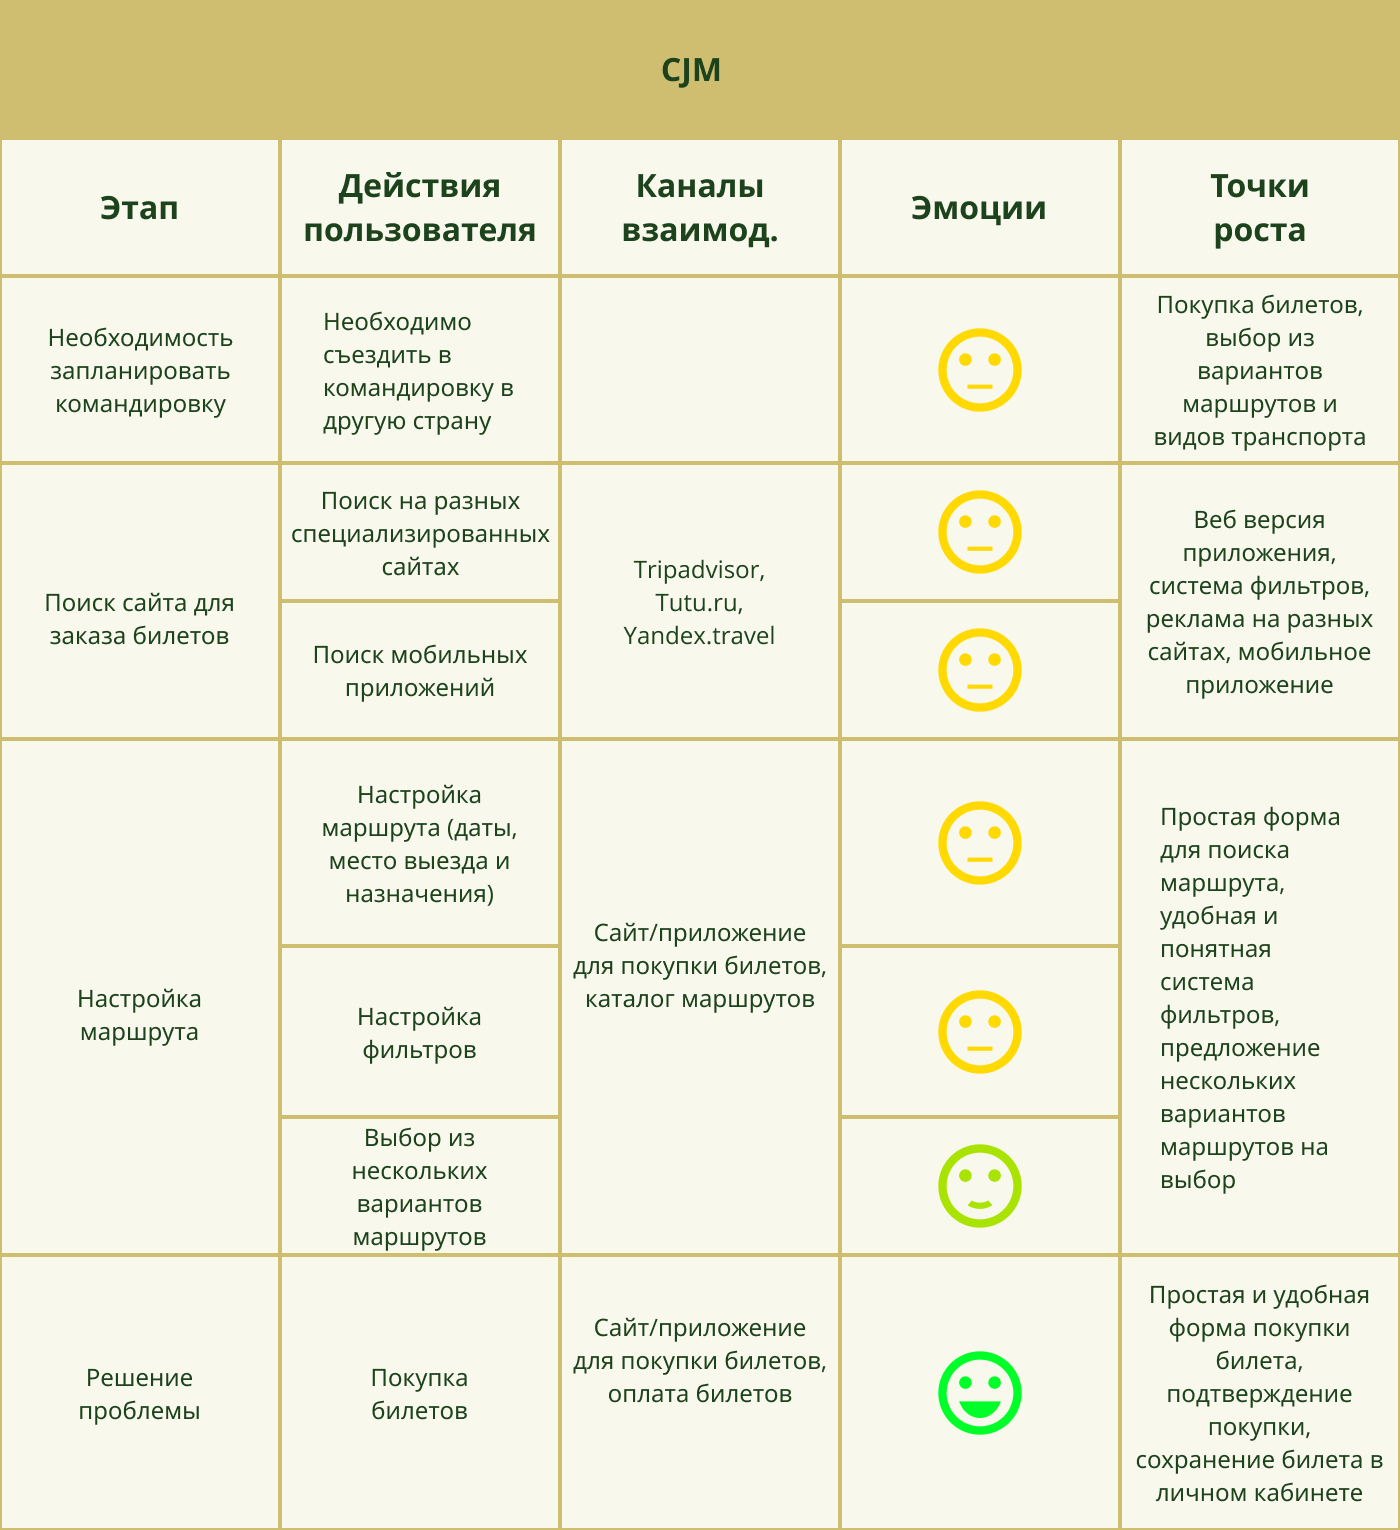 CJM
Этап
Действия
пользователя
Каналы
взаимод.
Эмоции
Точки
роста
Необходимость
запланировать
командировку
Необходимо
съездить в
командировку в
другую страну
Покупка билетов,
выбор из
вариантов
маршрутов и
видов транспорта
Поиск сайта для
заказа билетов
Поиск на разных
специализированных
сайтах
Поиск мобильных
приложений
Tripadvisor,
Tutu.ru,
Yandex.travel
Веб версия
приложения,
система фильтров,
реклама на разных
сайтах, мобильное
приложение
Настройка
маршрута
Настройка
маршрута (даты,
место выезда и
назначения)
Настройка
фильтров
Выбор из
нескольких
вариантов
маршрутов
Сайт/приложение
для покупки билетов,
каталог маршрутов
Простая форма
для поиска
маршрута,
удобная и
понятная
система
фильтров,
предложение
нескольких
вариантов
маршрутов на
выбор
Решение
проблемы
Покупка
билетов
Сайт/приложение
для покупки билетов,
оплата билетов
Простая и удобная
форма покупки
билета,
подтверждение
покупки,
сохранение билета в
личном кабинете